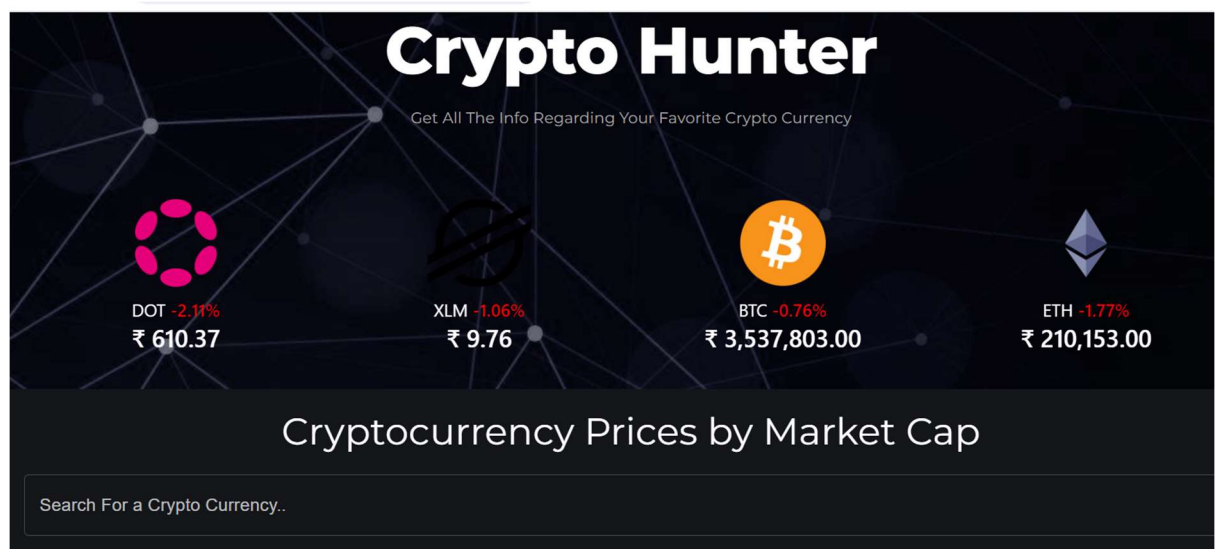 Crypto Hunter
Get All The Info Regarding Your Favorite Crypto Currency
DOT -2.11%
₹ 610.37
XLM -1.06%
₹ 9.76
BTC -0.76%
₹ 3,537,803.00
ETH -1.77%
₹ 210,153.00
Cryptocurrency Prices by Market Cap
Search For a Crypto Currency..